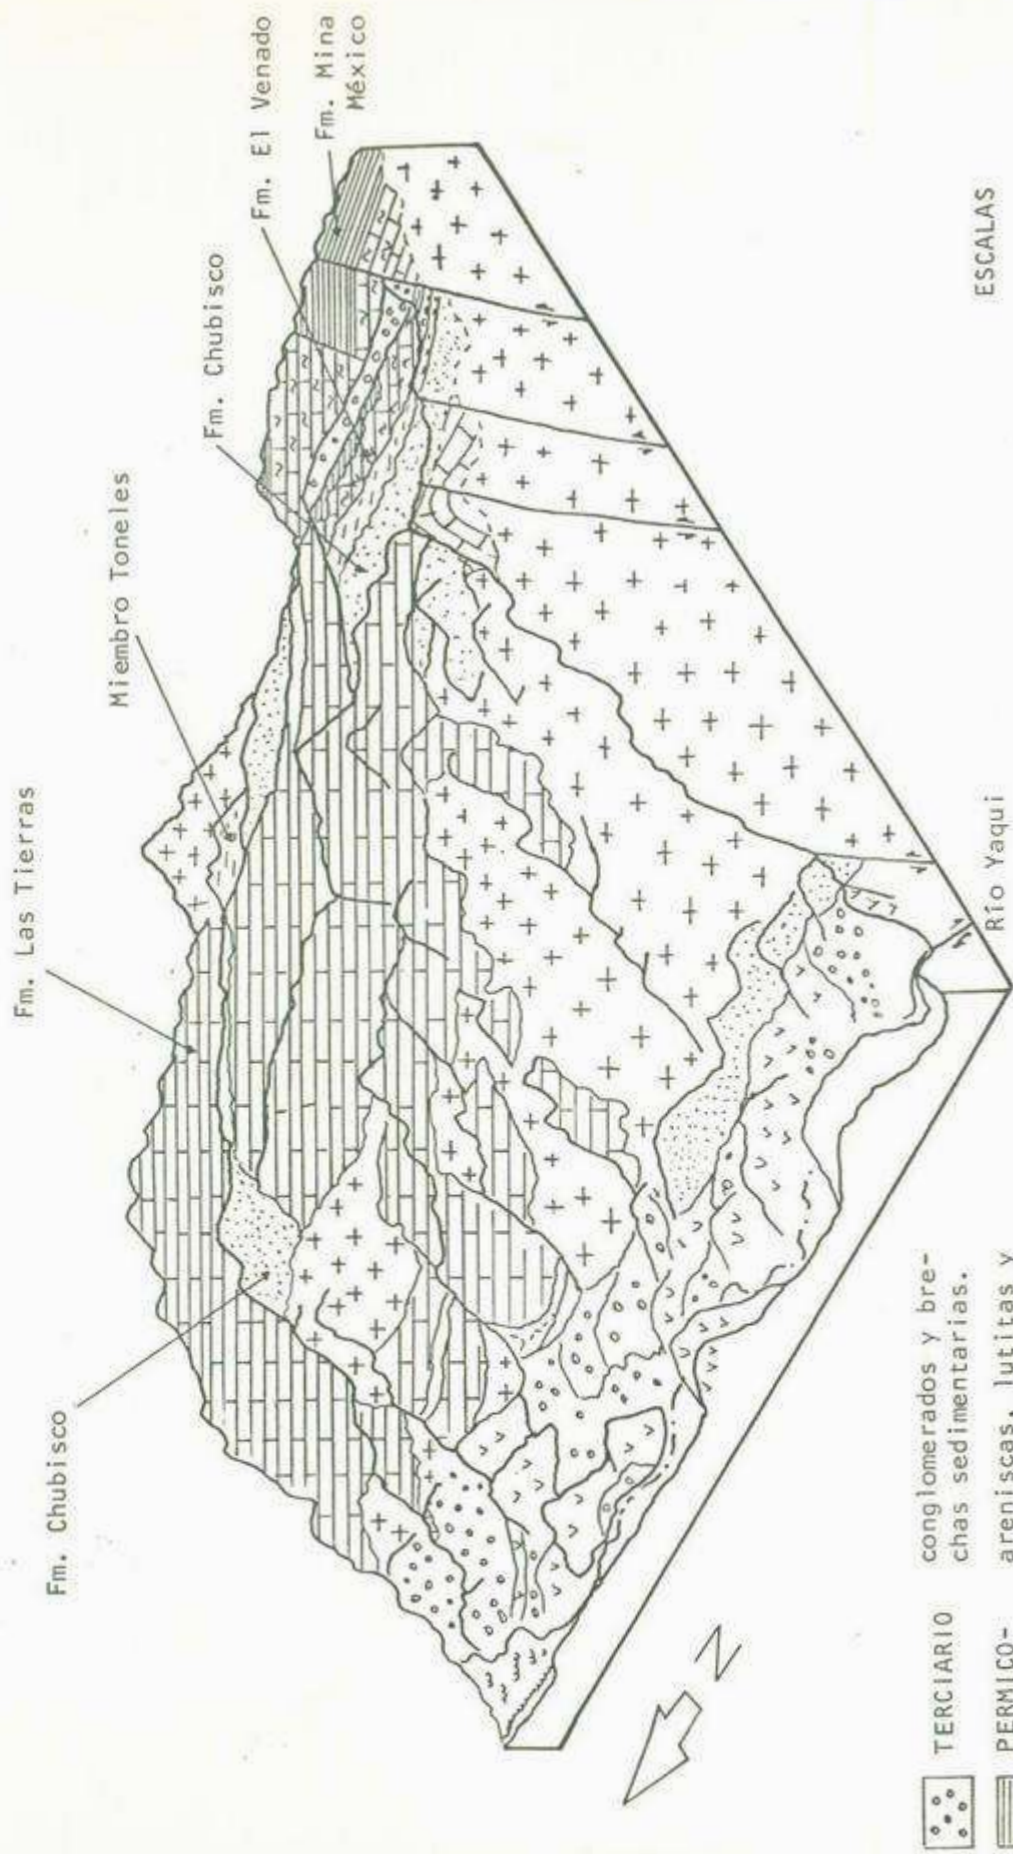 Fm. Las Tierras
Miembro Toneles
Fm. Chubisco
Fm. El Venado
Fm. Mina
México
Fm. Chubisco
N
Río Yaqui
ESCALAS
TERCIARIO conglomerados y bre-
chas sedimentarias.
PERMICO- areniscas, lutitas y